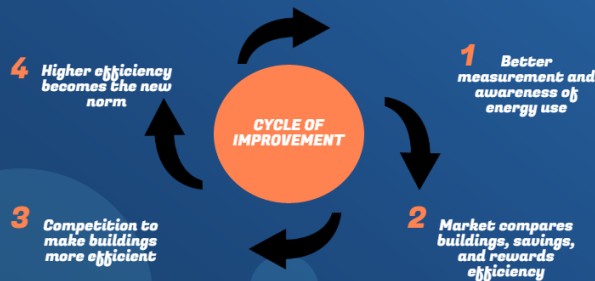 CYCLE OF
IMPROVEMENT
1 Better
measurement and
awareness of
energy use
2 Market compares
buildings, savings,
and rewards
efficiency
3 Competition to
make buildings
more efficient
4 Higher efficiency
becomes the new
norm